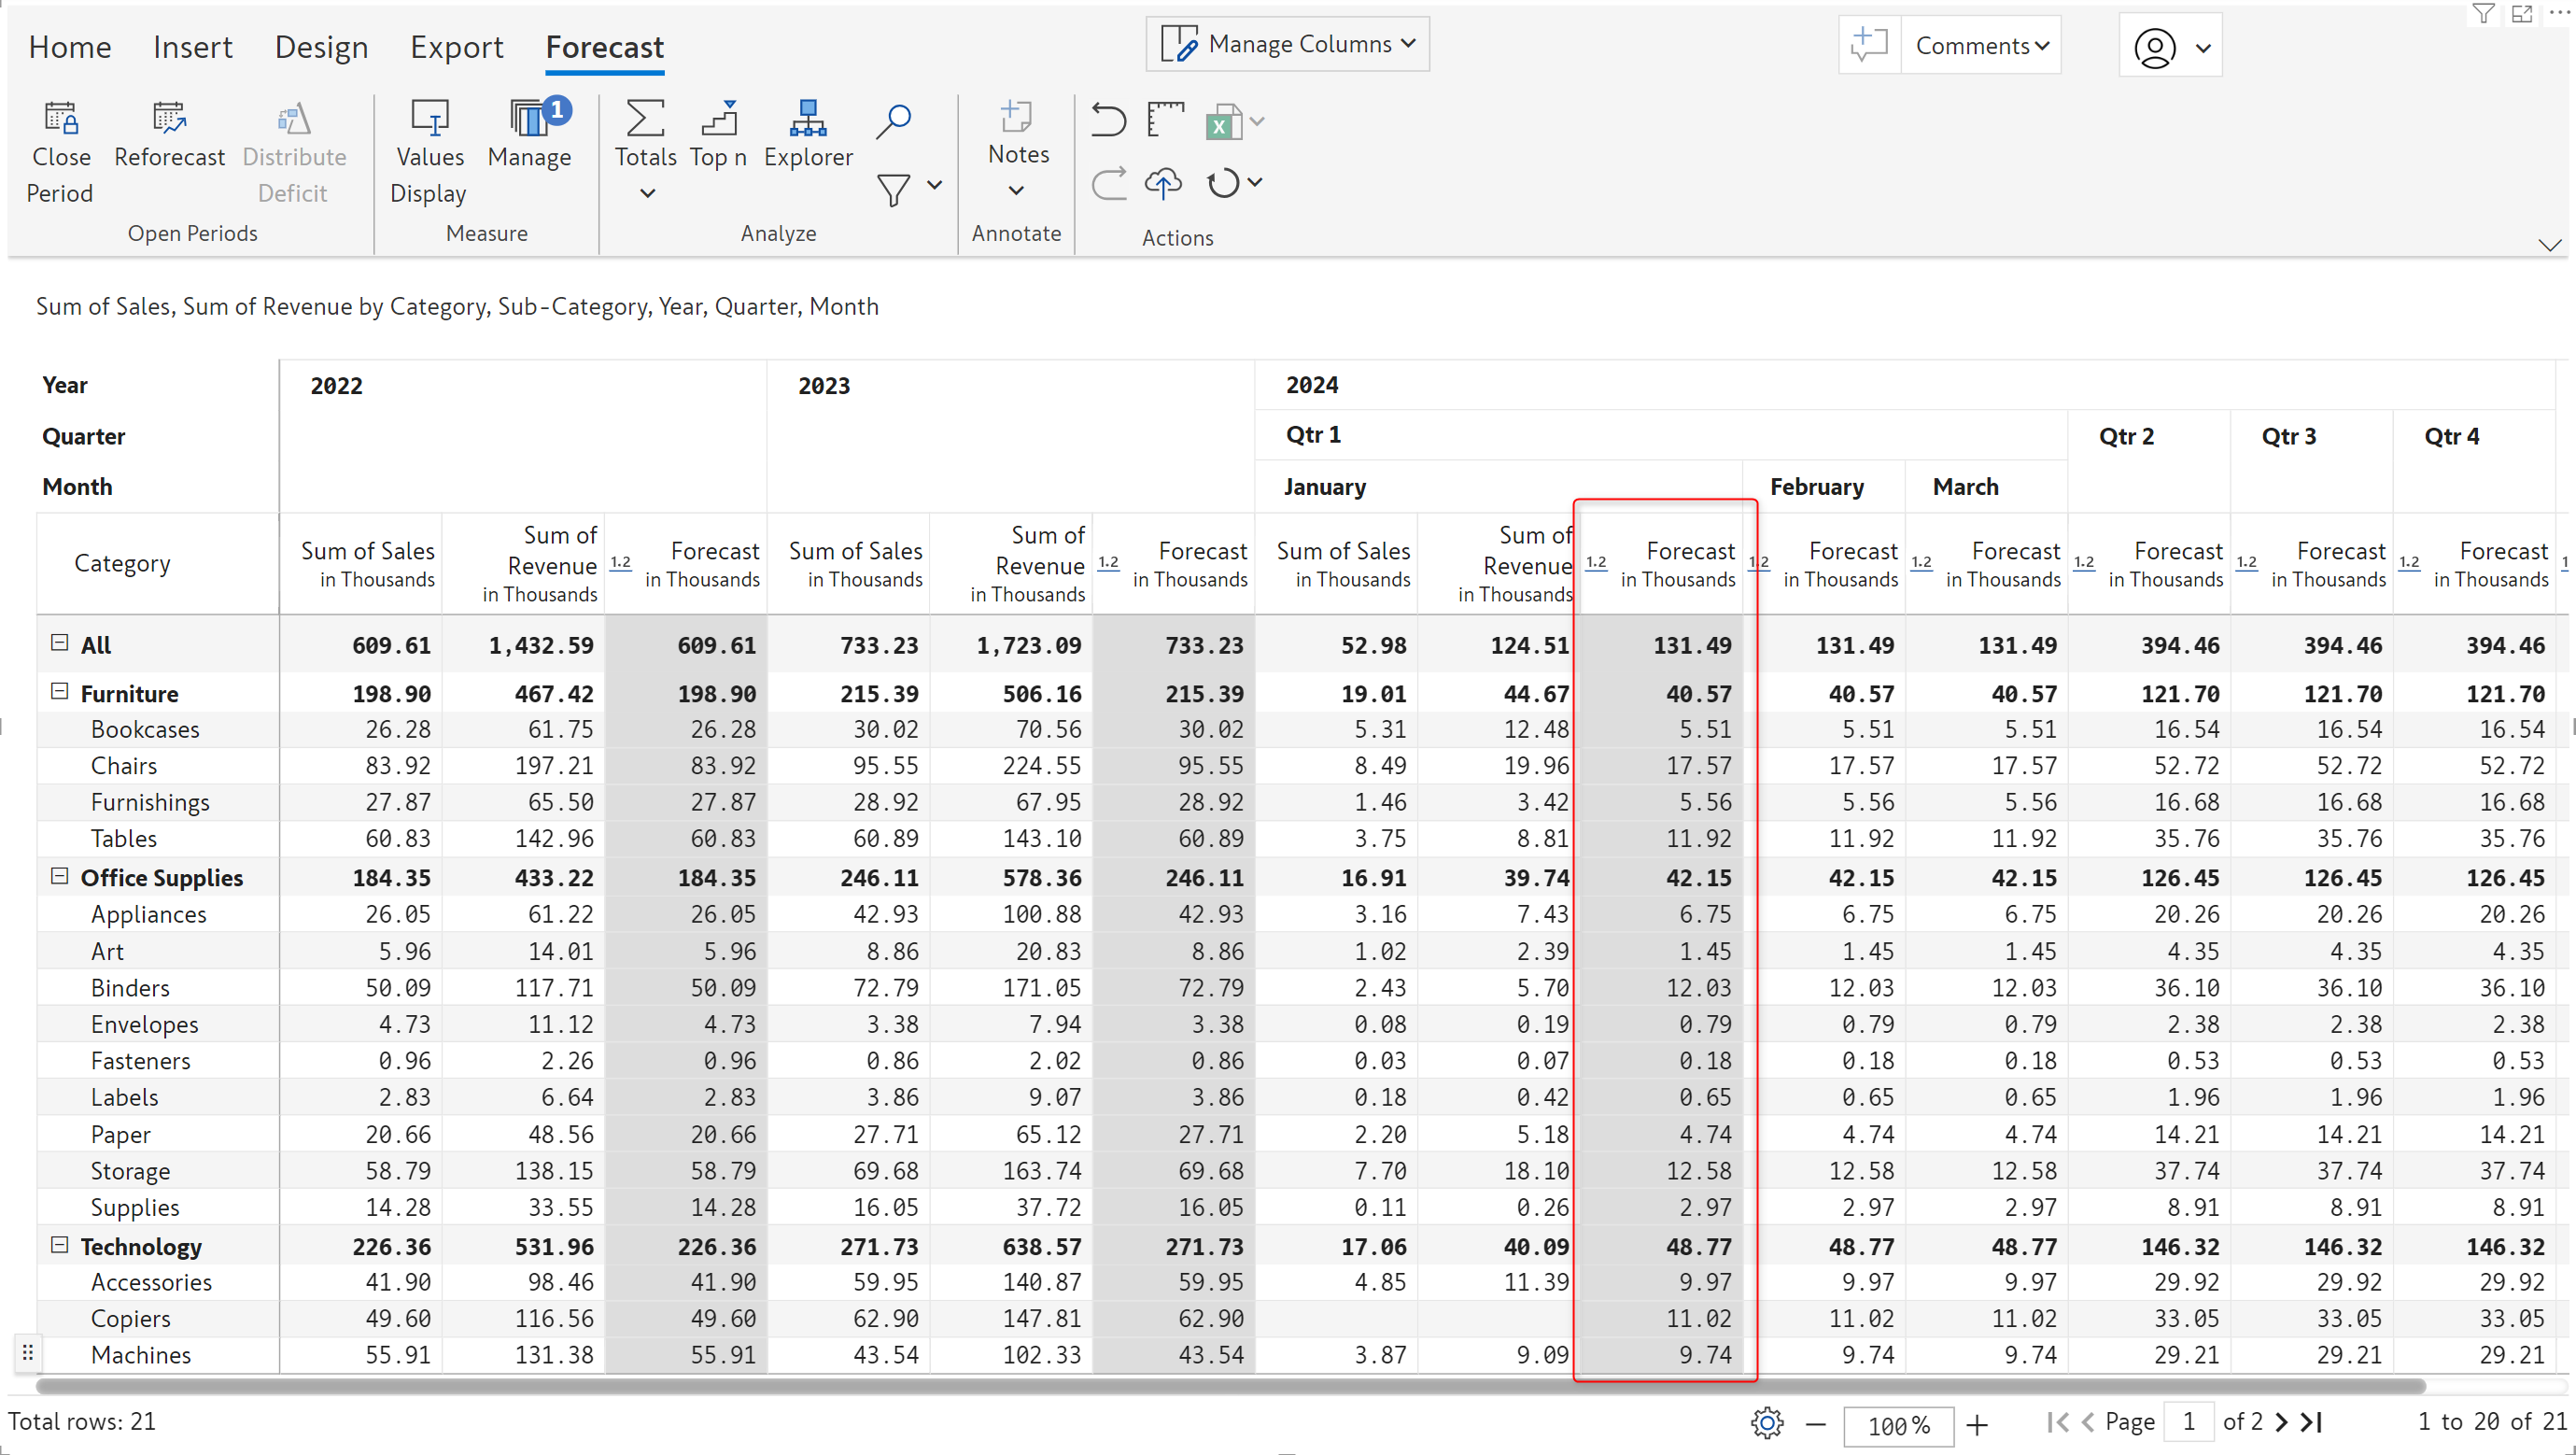 Home Insert Design Export Forecast Manage Columns Comments
Close Period Reforecast Distribute Deficit Values Display Manage 1 Totals Top n Explorer Notes
Open Periods Measure Analyze Annotate Actions
Sum of Sales, Sum of Revenue by Category, Sub-Category, Year, Quarter, Month
Year 2022 2023 2024
Quarter Qtr 1 Qtr 2 Qtr 3 Qtr 4
Month January February March
Category Sum of Sales in Thousands Sum of Revenue in Thousands 1.2 Forecast in Thousands Sum of Sales in Thousands Sum of Revenue in Thousands 1.2 Forecast in Thousands Sum of Sales in Thousands Sum of Revenue in Thousands 1.2 Forecast in Thousands 1.2 Forecast in Thousands 1.2 Forecast in Thousands 1.2 Forecast in Thousands 1.2 Forecast in Thousands 1.2 Forecast in Thousands 1
All 609.61 1,432.59 609.61 733.23 1,723.09 733.23 52.98 124.51 131.49 131.49 131.49 394.46 394.46 394.46
Furniture 198.90 467.42 198.90 215.39 506.16 215.39 19.01 44.67 40.57 40.57 40.57 121.70 121.70 121.70
Bookcases 26.28 61.75 26.28 30.02 70.56 30.02 5.31 12.48 5.51 5.51 5.51 16.54 16.54 16.54
Chairs 83.92 197.21 83.92 95.55 224.55 95.55 8.49 19.96 17.57 17.57 17.57 52.72 52.72 52.72
Furnishings 27.87 65.50 27.87 28.92 67.95 28.92 1.46 3.42 5.56 5.56 5.56 16.68 16.68 16.68
Tables 60.83 142.96 60.83 60.89 143.10 60.89 3.75 8.81 11.92 11.92 11.92 35.76 35.76 35.76
Office Supplies 184.35 433.22 184.35 246.11 578.36 246.11 16.91 39.74 42.15 42.15 42.15 126.45 126.45 126.45
Appliances 26.05 61.22 26.05 42.93 100.88 42.93 3.16 7.43 6.75 6.75 6.75 20.26 20.26 20.26
Art 5.96 14.01 5.96 8.86 20.83 8.86 1.02 2.39 1.45 1.45 1.45 4.35 4.35 4.35
Binders 50.09 117.71 50.09 72.79 171.05 72.79 2.43 5.70 12.03 12.03 12.03 36.10 36.10 36.10
Envelopes 4.73 11.12 4.73 3.38 7.94 3.38 0.08 0.19 0.79 0.79 0.79 2.38 2.38 2.38
Fasteners 0.96 2.26 0.96 0.86 2.02 0.86 0.03 0.07 0.18 0.18 0.18 0.53 0.53 0.53
Labels 2.83 6.64 2.83 3.86 9.07 3.86 0.18 0.42 0.65 0.65 0.65 1.96 1.96 1.96
Paper 20.66 48.56 20.66 27.71 65.12 27.71 2.20 5.18 4.74 4.74 4.74 14.21 14.21 14.21
Storage 58.79 138.15 58.79 69.68 163.74 69.68 7.70 18.10 12.58 12.58 12.58 37.74 37.74 37.74
Supplies 14.28 33.55 14.28 16.05 37.72 16.05 0.11 0.26 2.97 2.97 2.97 8.91 8.91 8.91
Technology 226.36 531.96 226.36 271.73 638.57 271.73 17.06 40.09 48.77 48.77 48.77 146.32 146.32 146.32
Accessories 41.90 98.46 41.90 59.95 140.87 59.95 4.85 11.39 9.97 9.97 9.97 29.92 29.92 29.92
Copiers 49.60 116.56 49.60 62.90 147.81 62.90 11.02 11.02 11.02 33.05 33.05 33.05
Machines 55.91 131.38 55.91 43.54 102.33 43.54 3.87 9.09 9.74 9.74 9.74 29.21 29.21 29.21
Total rows: 21 100% Page 1 of 2 1 to 20 of 21